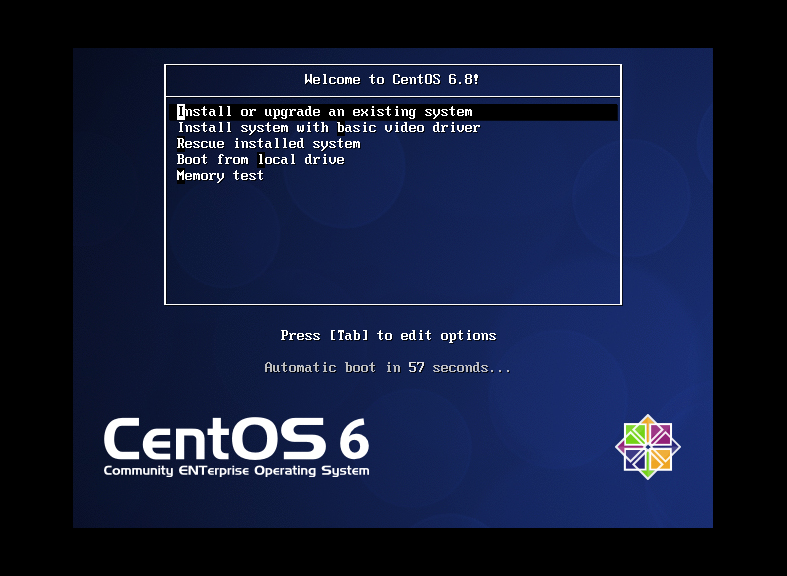 Welcome to CentOS 6.8!
Install or upgrade an existing system
Install system with basic video driver
Rescue installed system
Boot from local drive
Memory test
Press [Tab] to edit options
Automatic boot in 57 seconds...
CentOS 6
Community ENTerprise Operating System